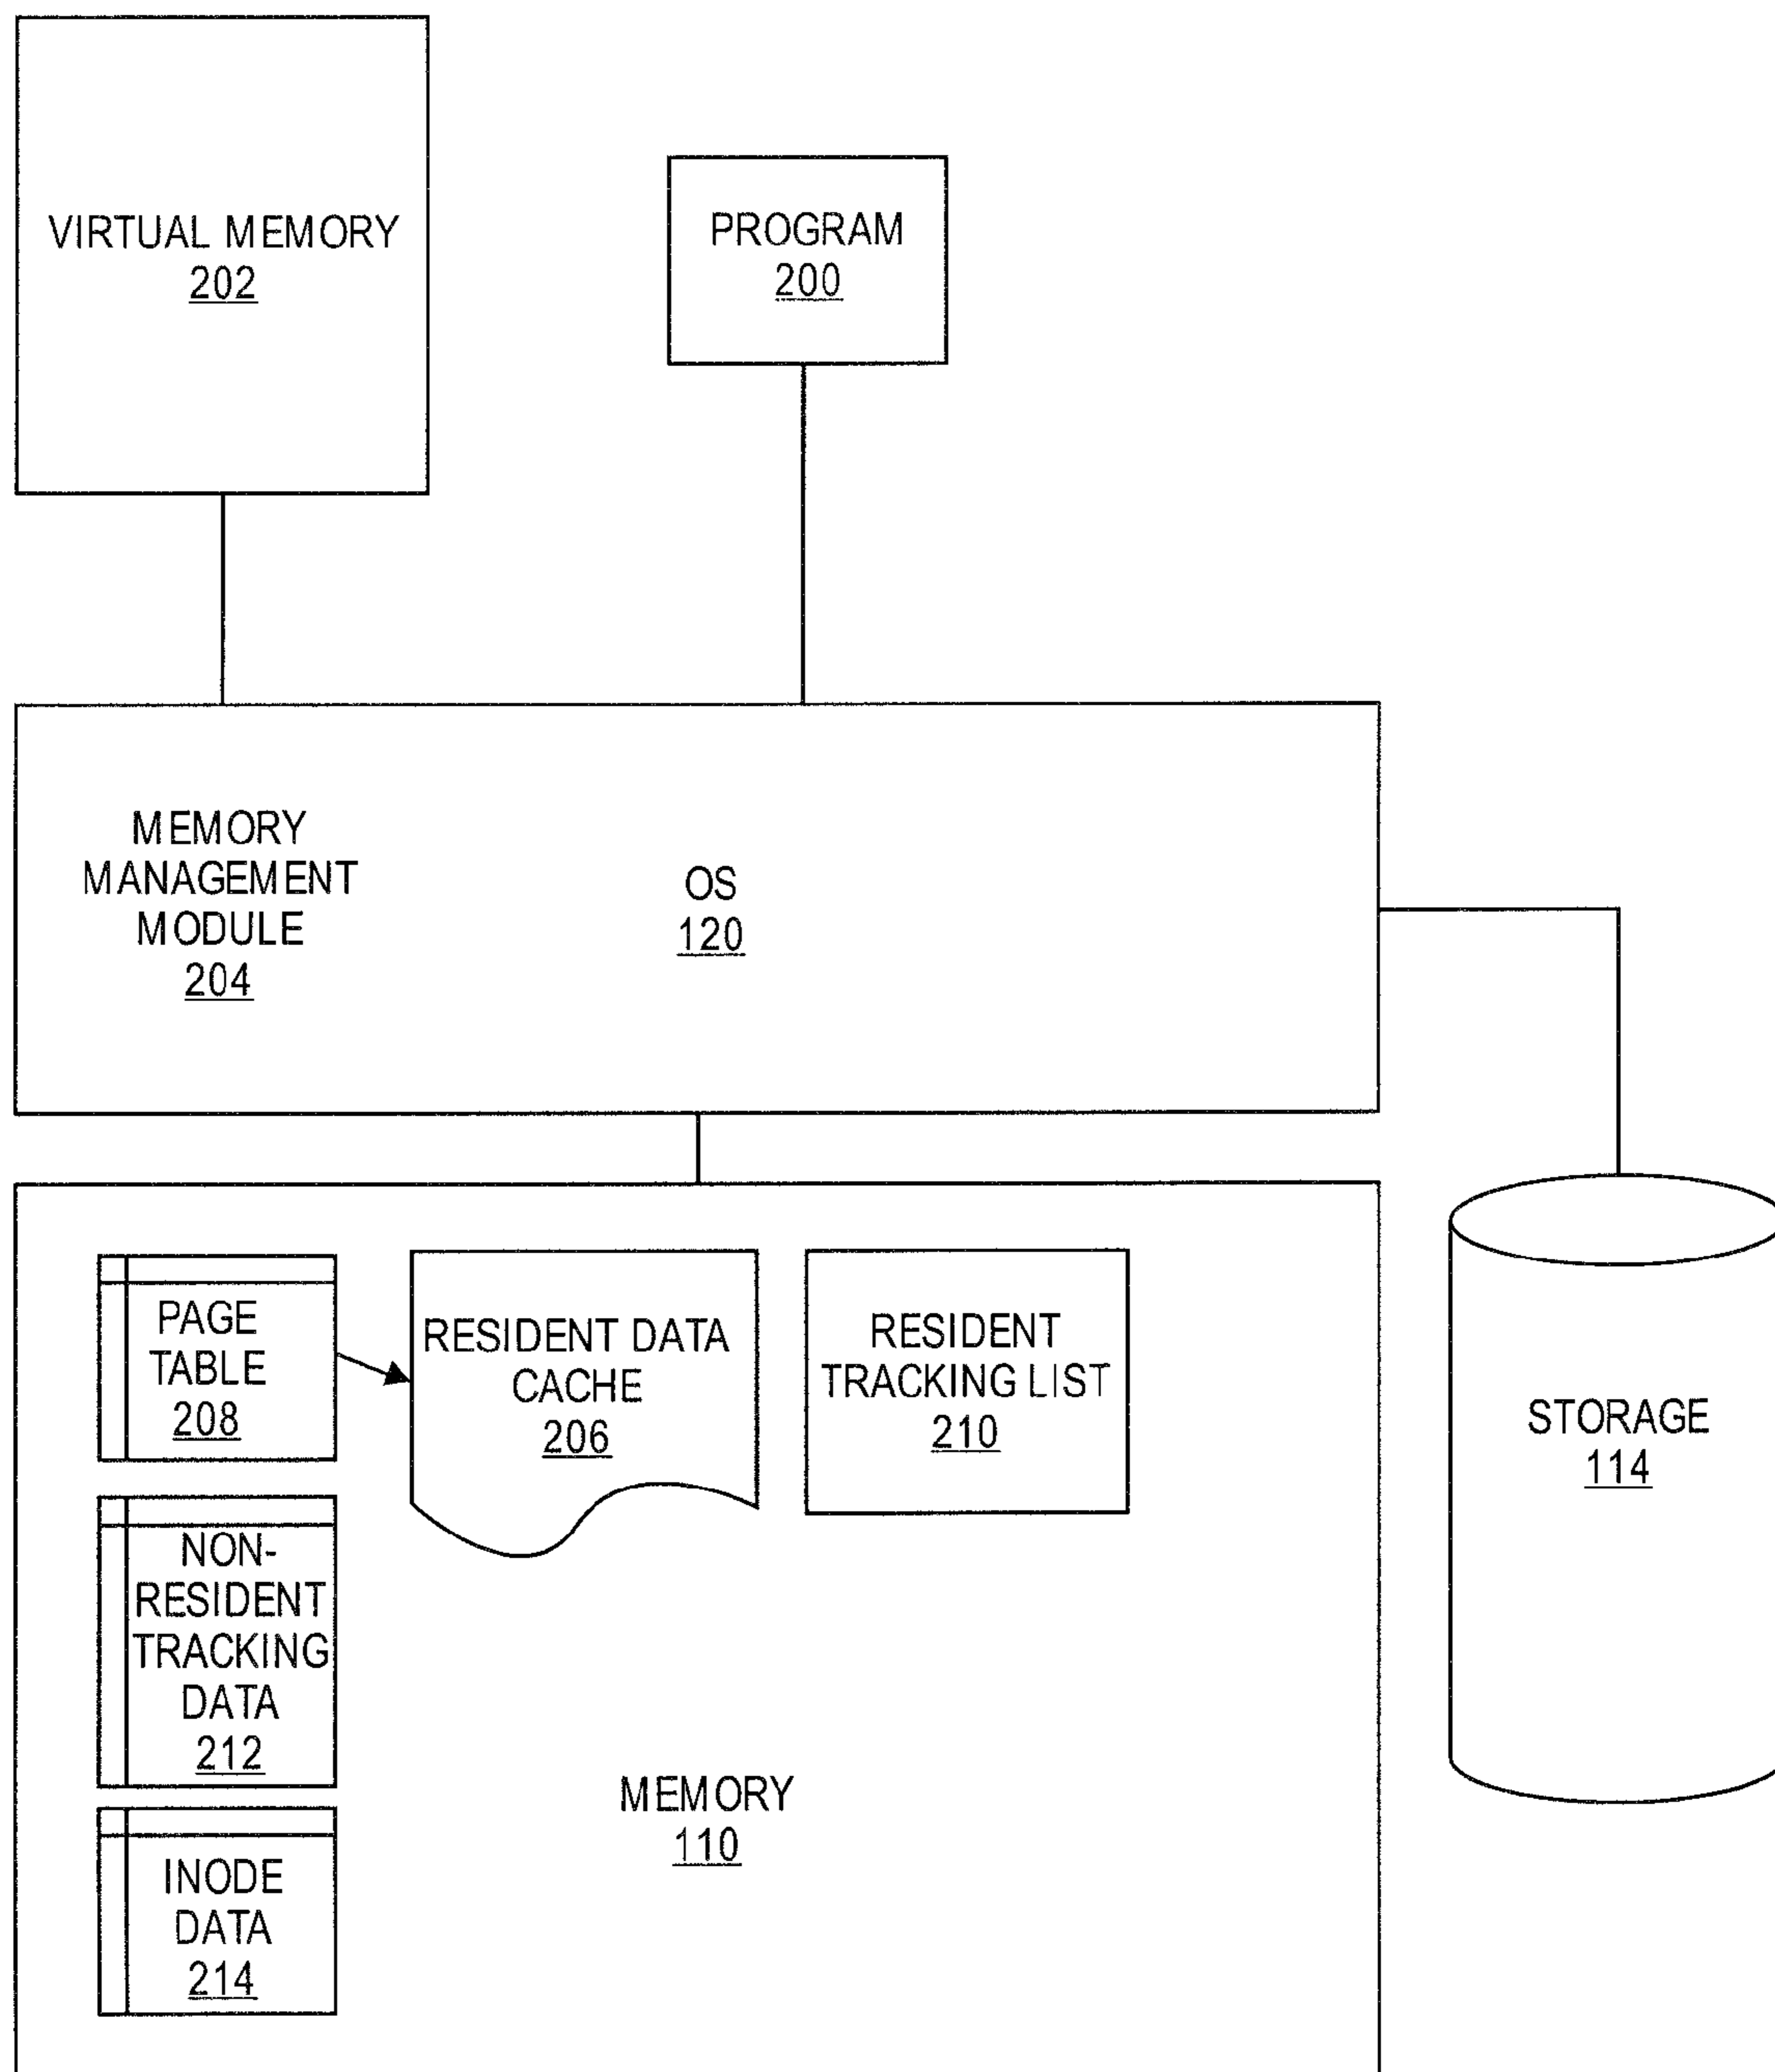 VIRTUAL MEMORY
202
PROGRAM
200
MEMORY
MANAGEMENT
MODULE
204
OS
120
PAGE
TABLE
208
RESIDENT DATA
CACHE
206
RESIDENT
TRACKING LIST
210
STORAGE
114
NON-
RESIDENT
TRACKING
DATA
212
MEMORY
110
INODE
DATA
214